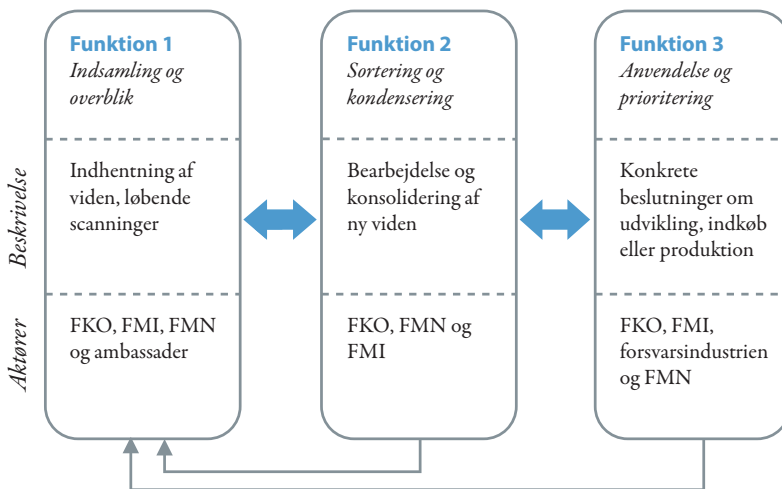 Funktion 1
Indsamling og
overblik
Funktion 2
Sortering og
kondensering
Funktion 3
Anvendelse og
prioritering
Beskrivelse
Indhentning af
viden, løbende
scanninger
Bearbejdelse og
konsolidering af
ny viden
Konkrete
beslutninger om
udvikling, indkøb
eller produktion
Aktører
FKO, FMI, FMN
og ambassader
FKO, FMN og
FMI
FKO, FMI,
forsvarsindustrien
og FMN